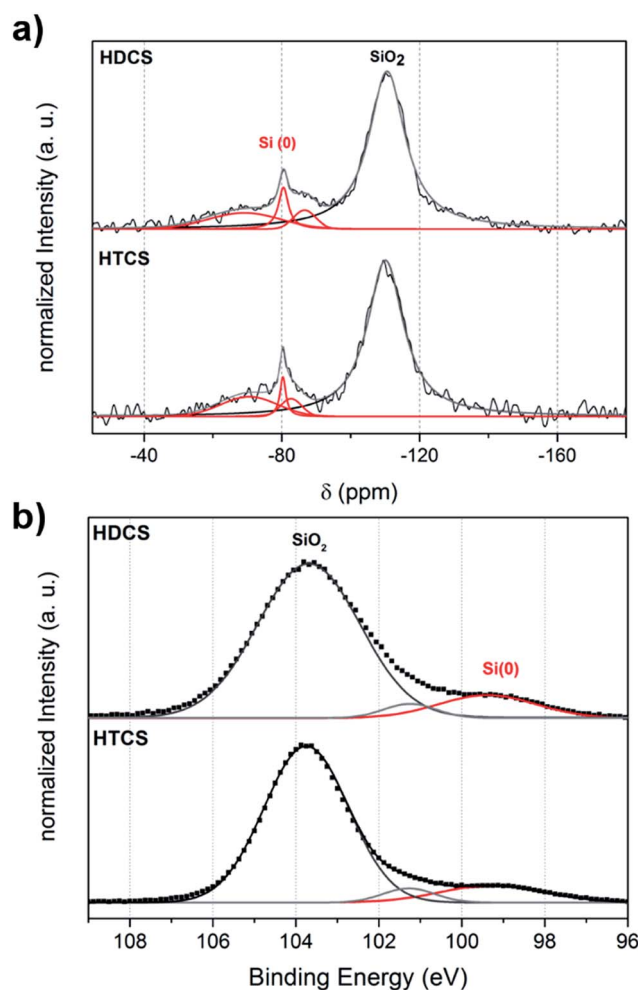 a)
HDCS
SiO₂
Si (0)
HTCS
normalized Intensity (a. u.)
-40 -80 -120 -160
δ (ppm)
b)
HDCS
SiO₂
Si(0)
HTCS
normalized Intensity (a. u.)
108 106 104 102 100 98 96
Binding Energy (eV)